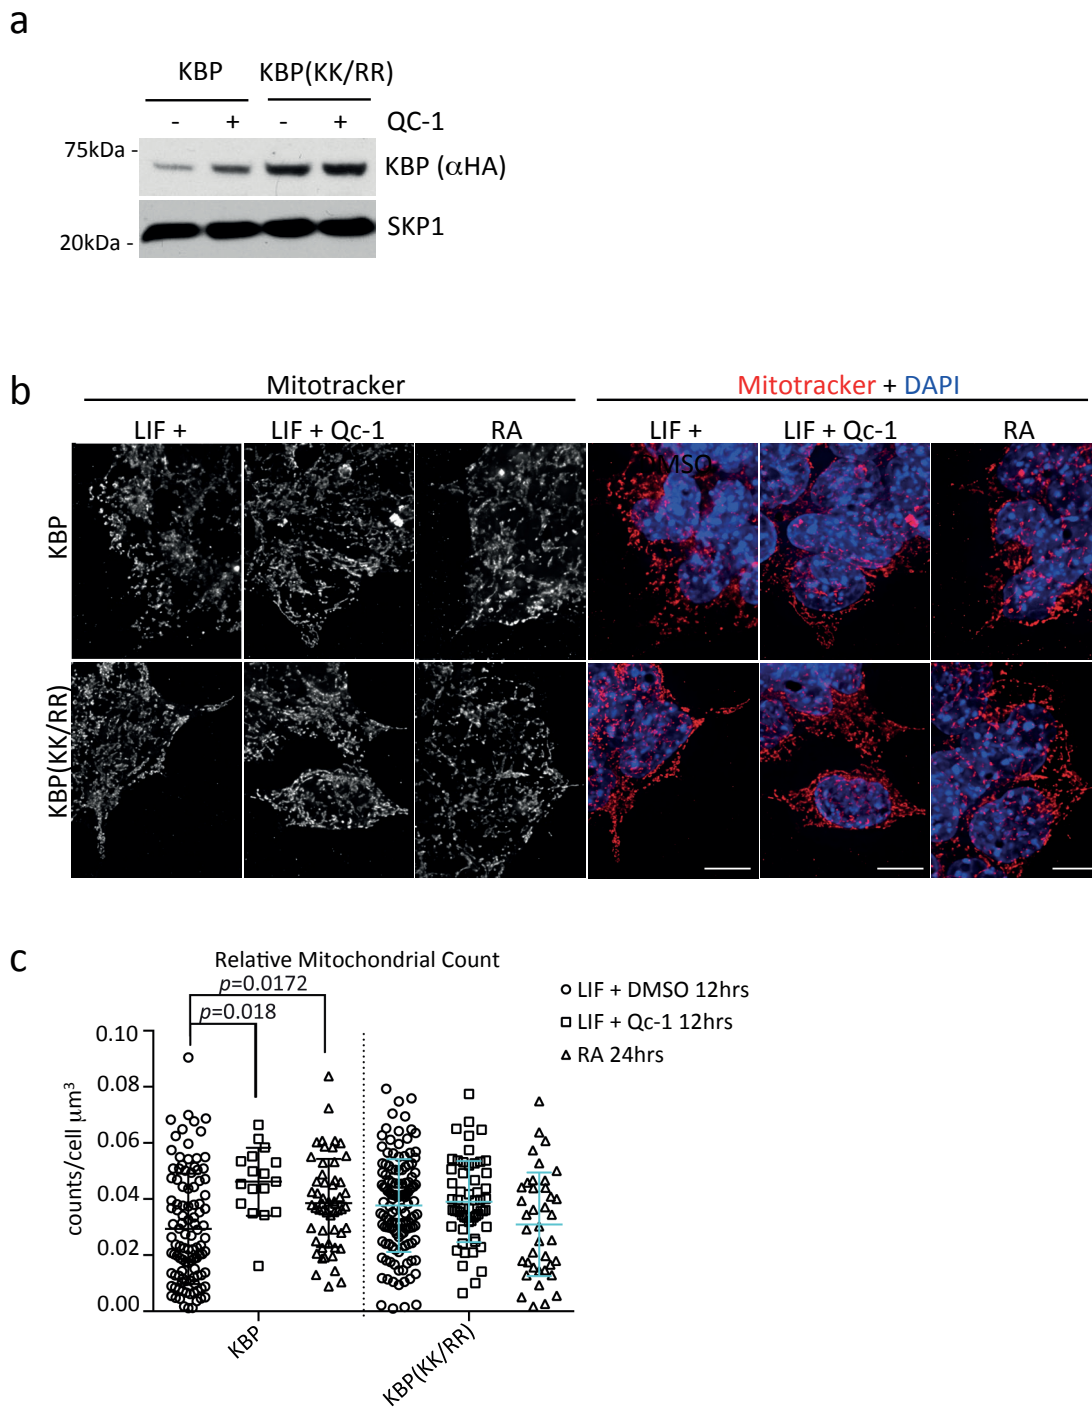 a
KBP KBP(KK/RR)
- + - + QC-1
75kDa - KBP (αHA)
SKP1
20kDa -
b
Mitotracker Mitotracker + DAPI
LIF + LIF + Qc-1 RA LIF + LIF + Qc-1 RA
DMSO
KBP
KBP(KK/RR)
c
Relative Mitochondrial Count
p=0.0172
p=0.018
LIF + DMSO 12hrs
LIF + Qc-1 12hrs
RA 24hrs
counts/cell μm³
0.10
0.08
0.06
0.04
0.02
0.00
KBP
KBP(KK/RR)